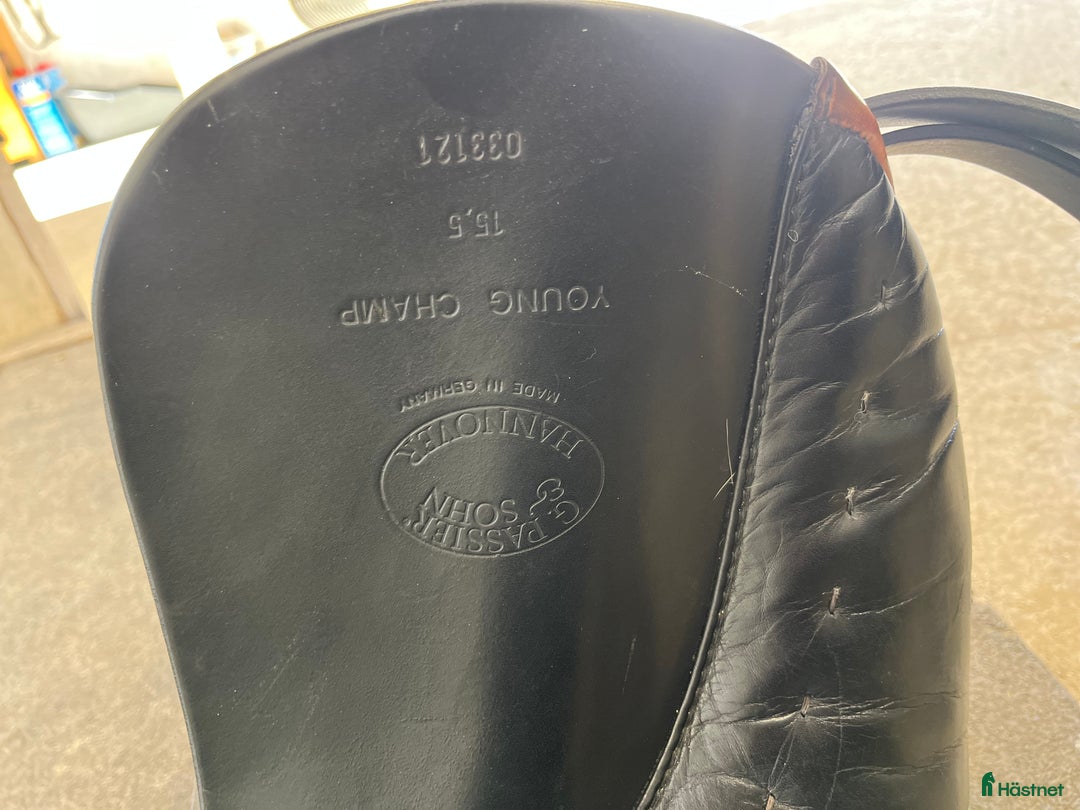 G. PASSIER
& SOHN
HANNOVER
MADE IN GERMANY
YOUNG CHAMP
15,5
033121
Hästnet